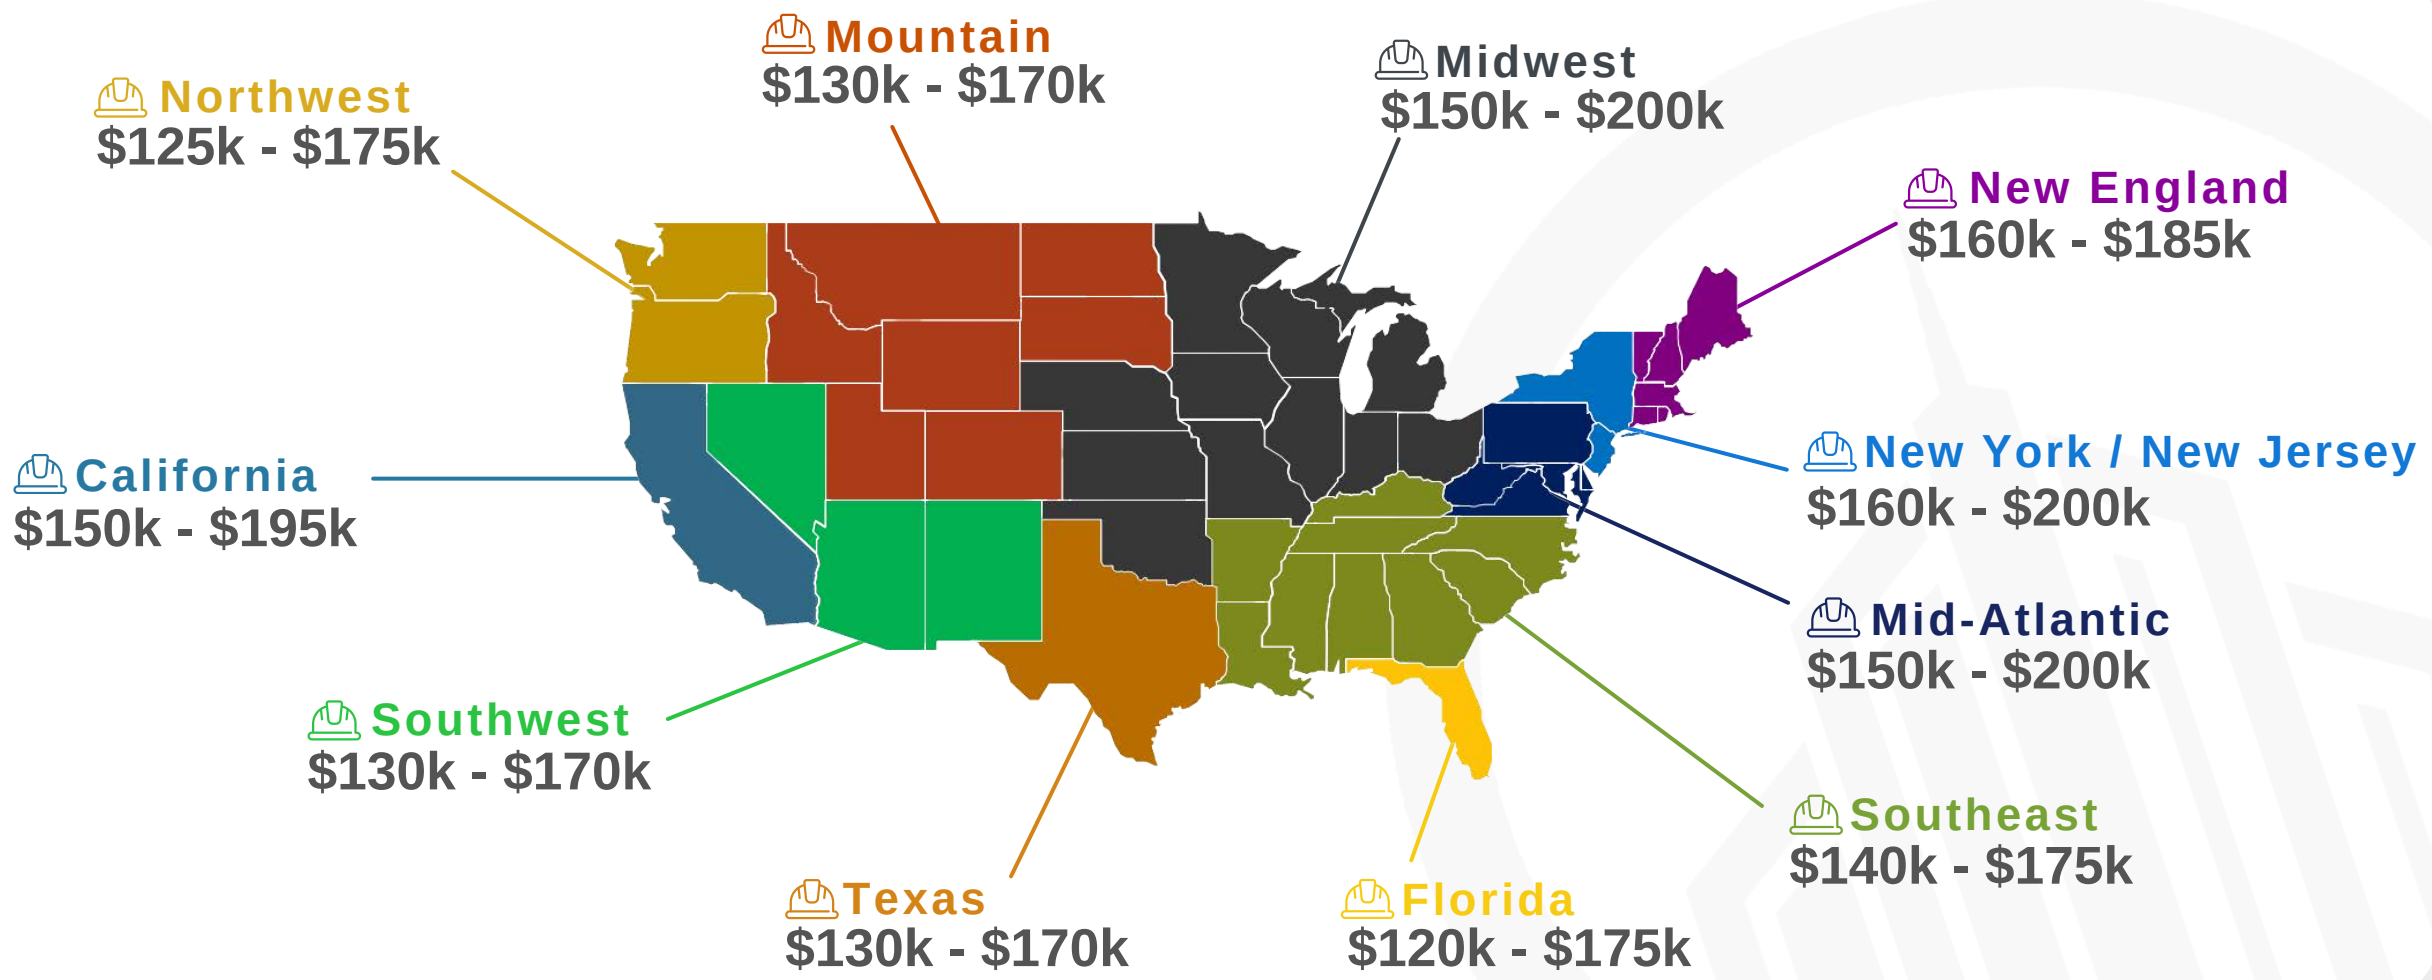 Mountain
$130k - $170k
Midwest
$150k - $200k
Northwest
$125k - $175k
New England
$160k - $185k
California
$150k - $195k
New York / New Jersey
$160k - $200k
Mid-Atlantic
$150k - $200k
Southwest
$130k - $170k
Southeast
$140k - $175k
Texas
$130k - $170k
Florida
$120k - $175k